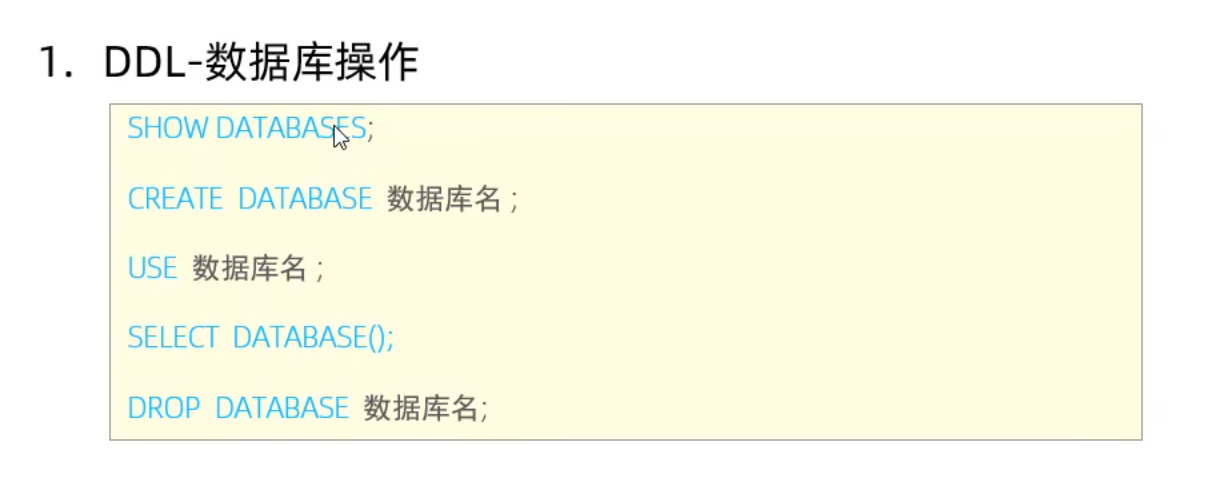 1. DDL-数据库操作
SHOW DATABASES;
CREATE DATABASE 数据库名 ;
USE 数据库名 ;
SELECT DATABASE();
DROP DATABASE 数据库名;